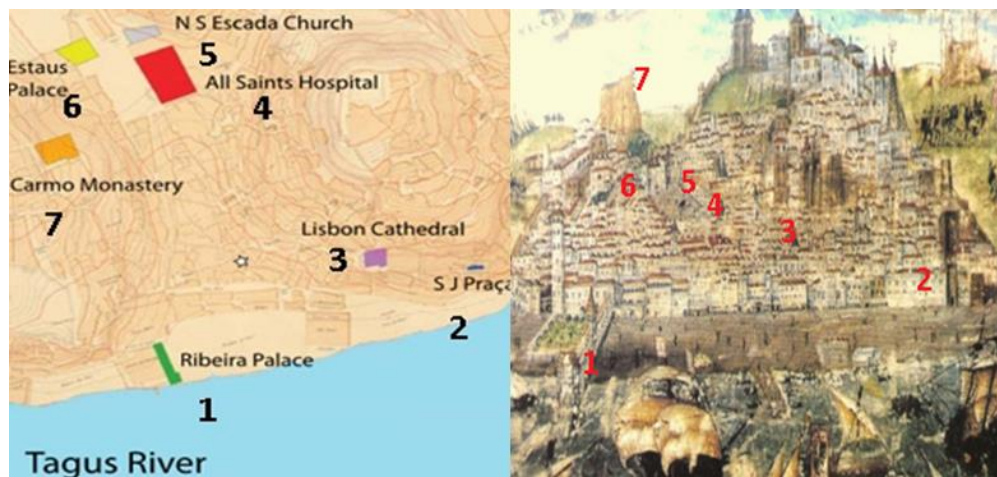 N S Escada Church
5
Estaus
Palace
6
All Saints Hospital
4
Carmo Monastery
7
Lisbon Cathedral
3
S J Praça
2
Ribeira Palace
1
Tagus River
7
6
5
4
3
2
1